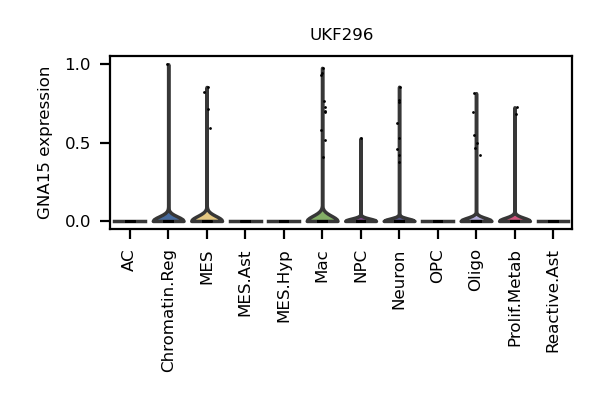 UKF296
GNA15 expression
1.0
0.5
0.0
AC
Chromatin.Reg
MES
MES.Ast
MES.Hyp
Mac
NPC
Neuron
OPC
Oligo
Prolif.Metab
Reactive.Ast